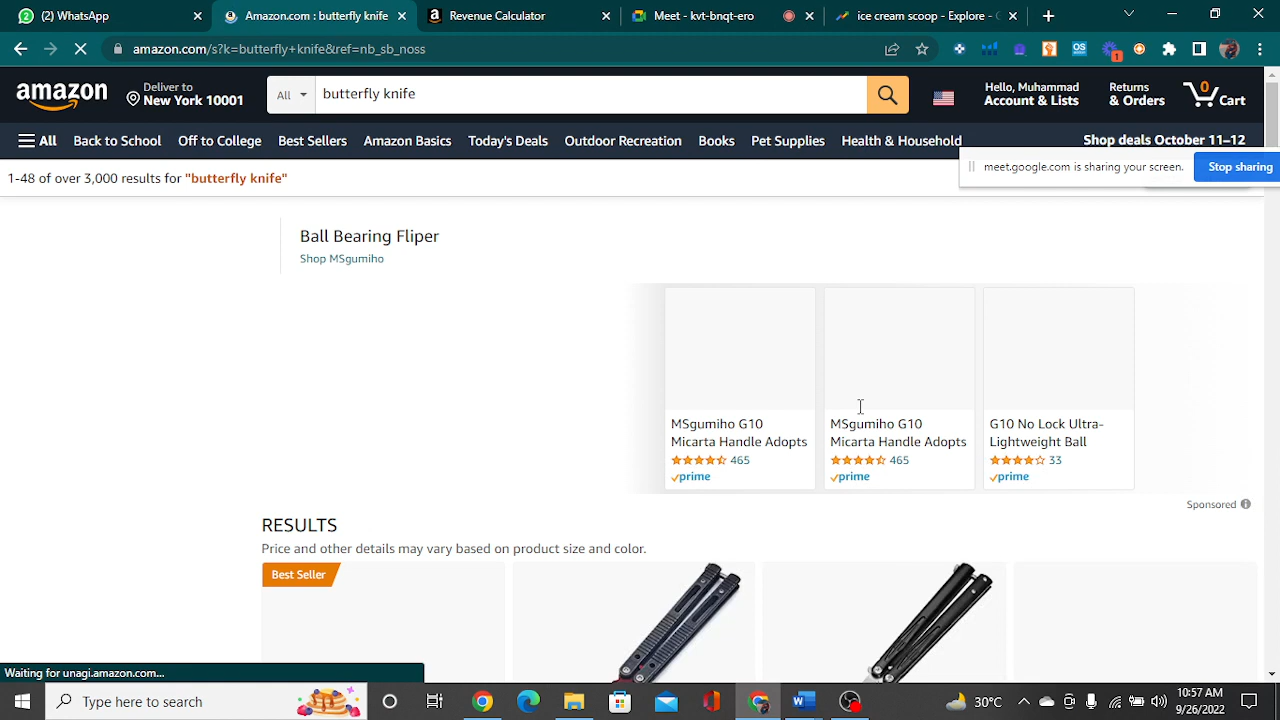 (2) WhatsApp
Amazon.com : butterfly knife
Revenue Calculator
Meet - kvt-bnqt-ero
ice cream scoop - Explore - G
amazon.com/s?k=butterfly+knife&ref=nb_sb_noss
OS
1
amazon
Deliver to
New York 10001
All
butterfly knife
Hello, Muhammad
Account & Lists
Returns
& Orders
0
Cart
All
Back to School
Off to College
Best Sellers
Amazon Basics
Today's Deals
Outdoor Recreation
Books
Pet Supplies
Health & Household
Shop deals October 11-12
meet.google.com is sharing your screen.
Stop sharing
1-48 of over 3,000 results for "butterfly knife"
Ball Bearing Fliper
Shop MSgumiho
MSgumiho G10
Micarta Handle Adopts
465
prime
MSgumiho G10
Micarta Handle Adopts
465
prime
G10 No Lock Ultra-
Lightweight Ball
33
prime
Sponsored
RESULTS
Price and other details may vary based on product size and color.
Best Seller
Waiting for unagi.amazon.com...
Type here to search
30°C
10:57 AM
9/26/2022